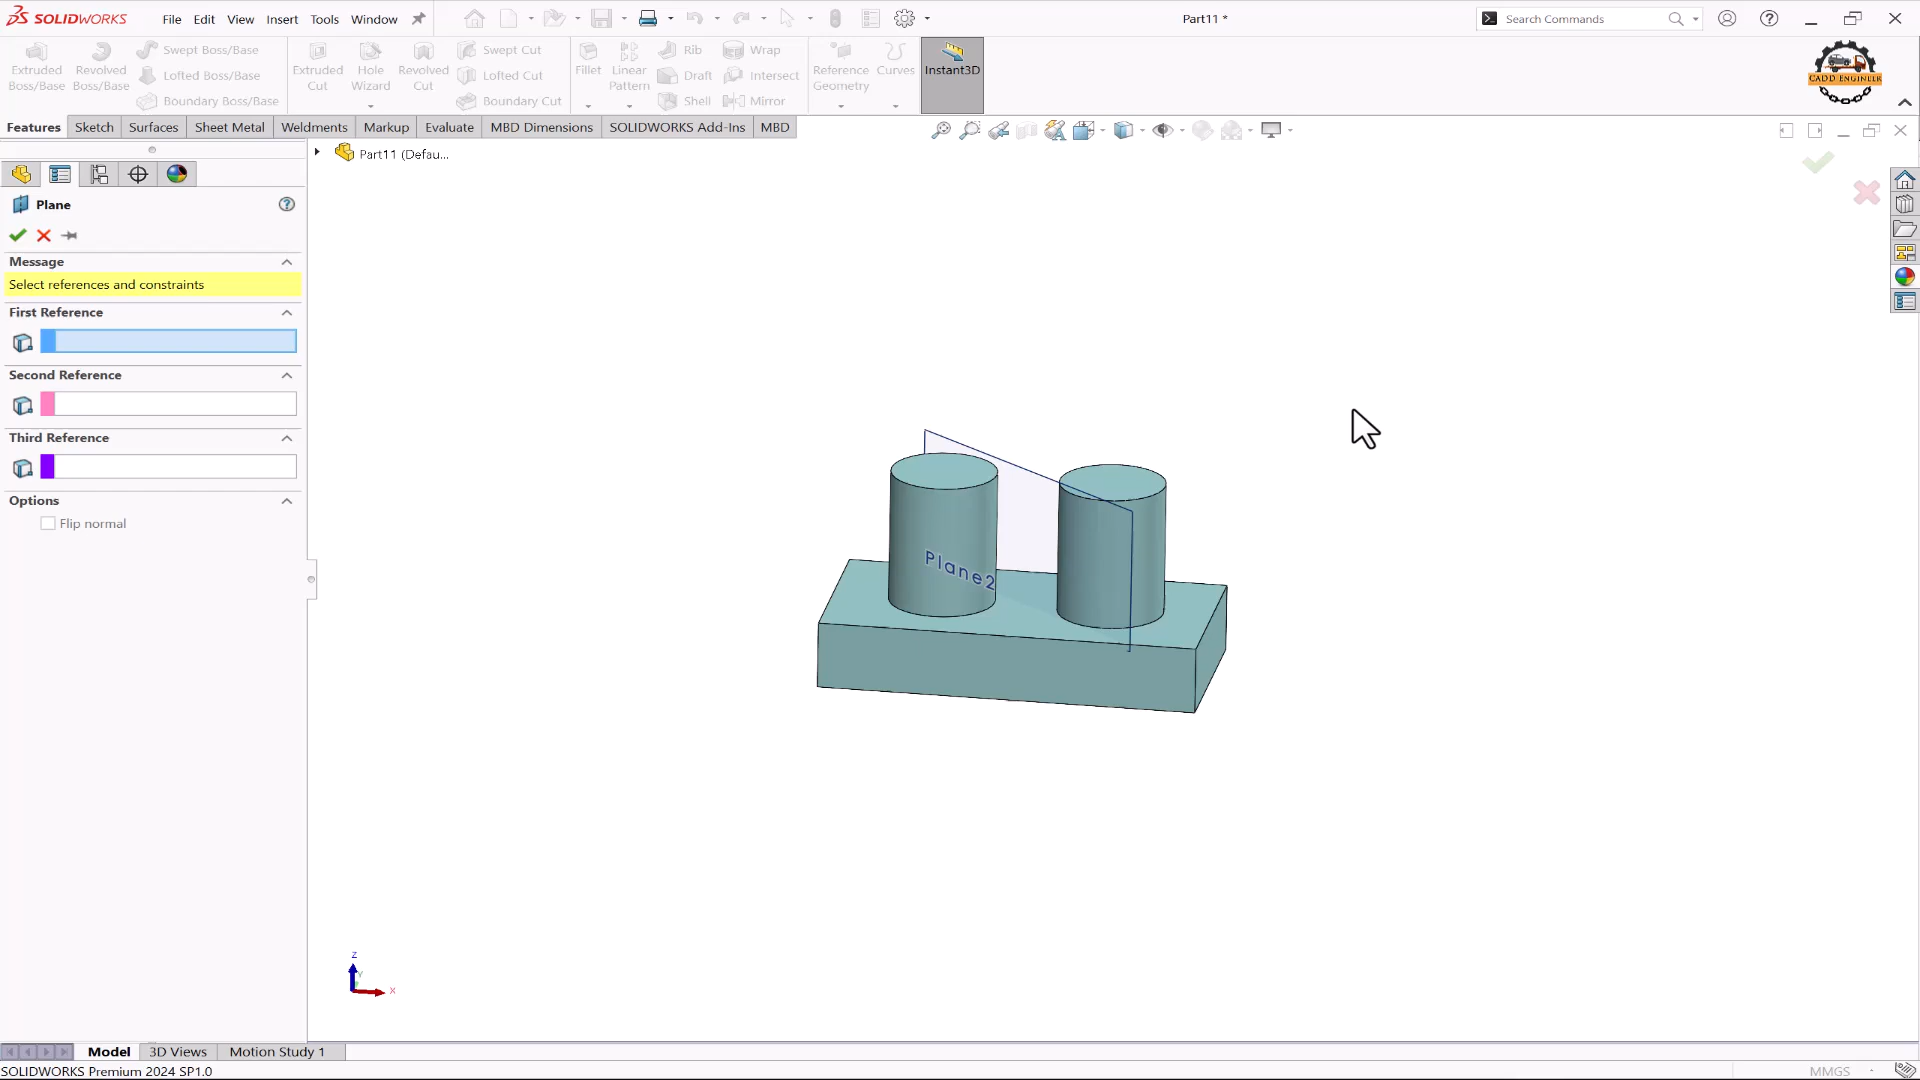 SOLIDWORKS File Edit View Insert Tools Window Part11 * Search Commands
Extruded Boss/Base
Revolved Boss/Base
Swept Boss/Base
Lofted Boss/Base
Boundary Boss/Base
Extruded Cut
Hole Wizard
Revolved Cut
Swept Cut
Lofted Cut
Boundary Cut
Fillet
Linear Pattern
Rib
Draft
Shell
Wrap
Intersect
Mirror
Reference Geometry
Curves
Instant3D
CADD ENGINEER
Features Sketch Surfaces Sheet Metal Weldments Markup Evaluate MBD Dimensions SOLIDWORKS Add-Ins MBD
Part11 (Defau...
Plane
Message
Select references and constraints
First Reference
Second Reference
Third Reference
Options
Flip normal
Plane2
Z
Y
X
Model 3D Views Motion Study 1
SOLIDWORKS Premium 2024 SP1.0 MMGS